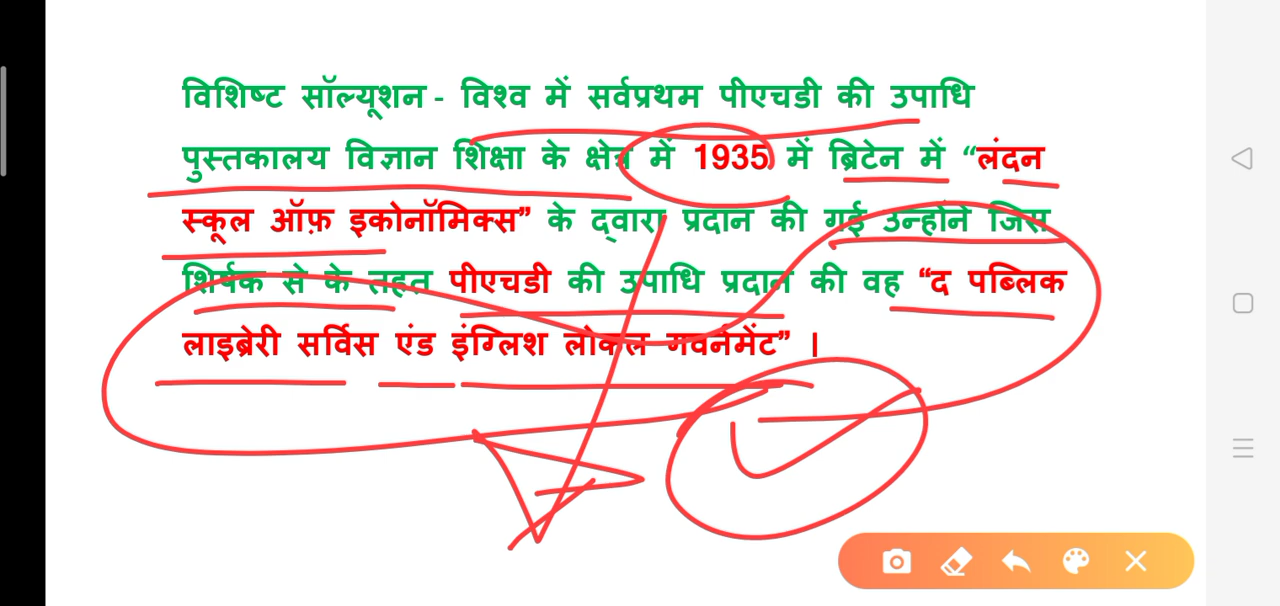 विशिष्ट सॉल्यूशन - विश्व में सर्वप्रथम पीएचडी की उपाधि
पुस्तकालय विज्ञान शिक्षा के क्षेत्र में 1935 में ब्रिटेन में “लंदन
स्कूल ऑफ़ इकोनॉमिक्स” के द्वारा प्रदान की गई उन्होंने जिस
शिर्षक से के तहत पीएचडी की उपाधि प्रदान की वह “द पब्लिक
लाइब्रेरी सर्विस एंड इंग्लिश लोकल गवर्नमेंट” ।